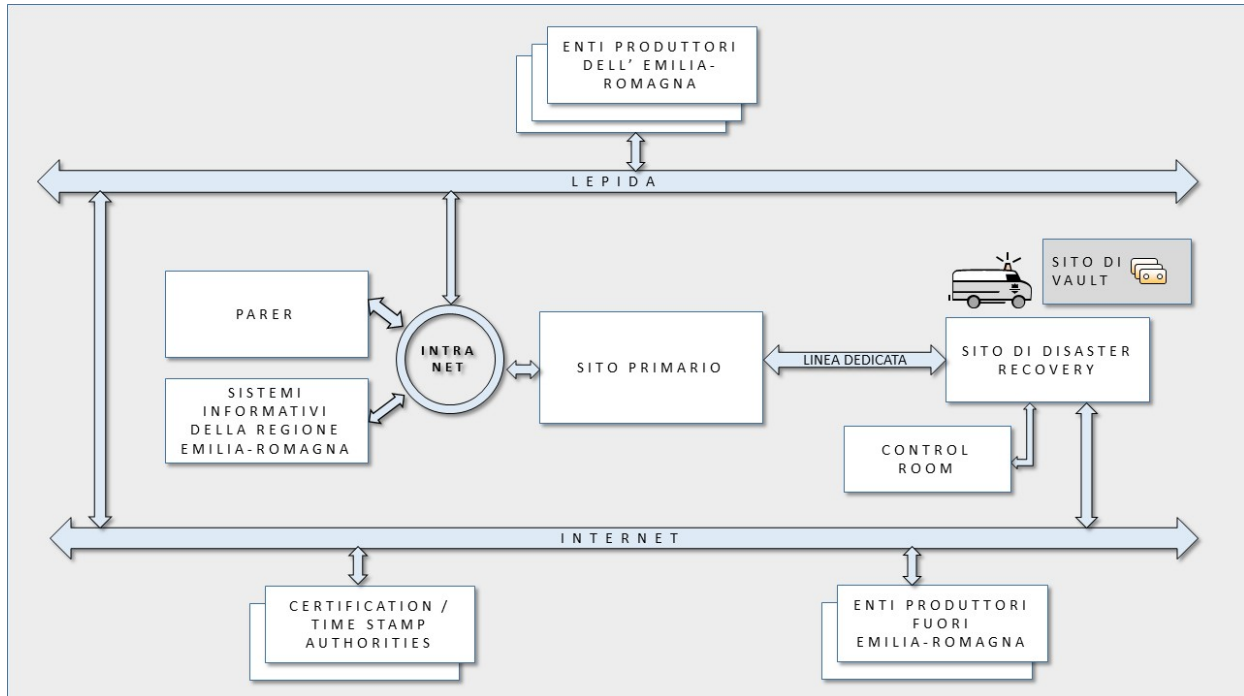 ENTI PRODUTTORI
DELL' EMILIA-
ROMAGNA
LEPIDA
SITO DI
VAULT
PARER
INTRA
NET
SITO PRIMARIO
LINEA DEDICATA
SITO DI DISASTER
RECOVERY
SISTEMI
INFORMATIVI
DELLA REGIONE
EMILIA-ROMAGNA
CONTROL
ROOM
INTERNET
CERTIFICATION /
TIME STAMP
AUTHORITIES
ENTI PRODUTTORI
FUORI
EMILIA-ROMAGNA